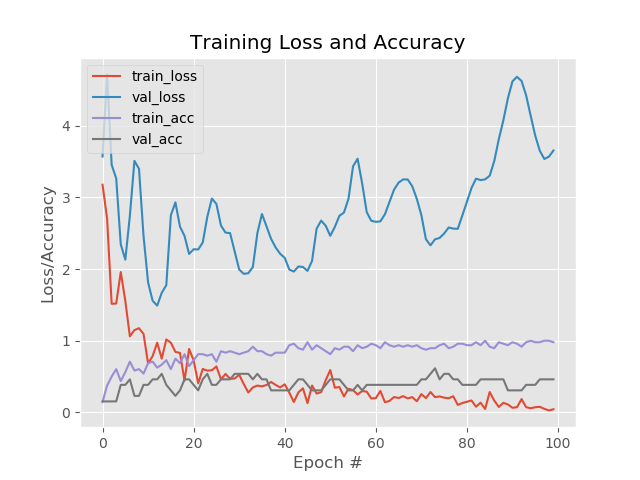 Training Loss and Accuracy
train_loss
val_loss
train_acc
val_acc
Loss/Accuracy
4
3
2
1
0
0 20 40 60 80 100
Epoch #